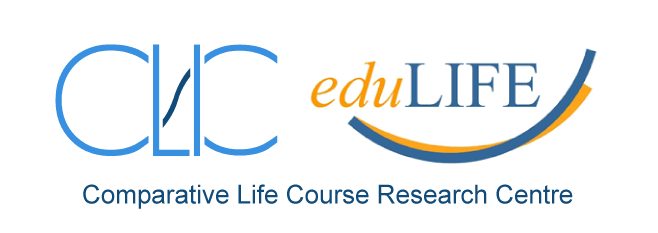 CLIC eduLIFE
Comparative Life Course Research Centre